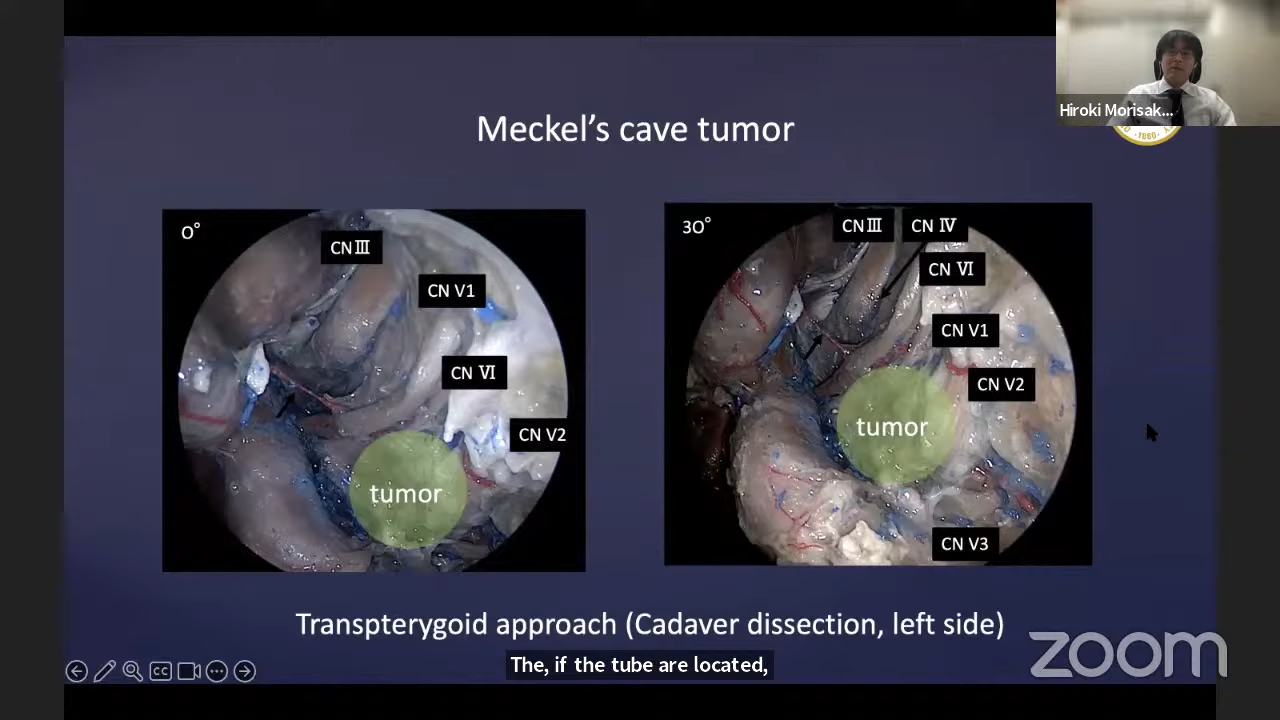 Hiroki Morisak...
· 1880 ·
Meckel's cave tumor
0°
CN Ⅲ
CN V1
CN Ⅵ
CN V2
tumor
30°
CN Ⅲ
CN Ⅳ
CN Ⅵ
CN V1
CN V2
tumor
CN V3
Transpterygoid approach (Cadaver dissection, left side)
The, if the tube are located,
CC
zoom